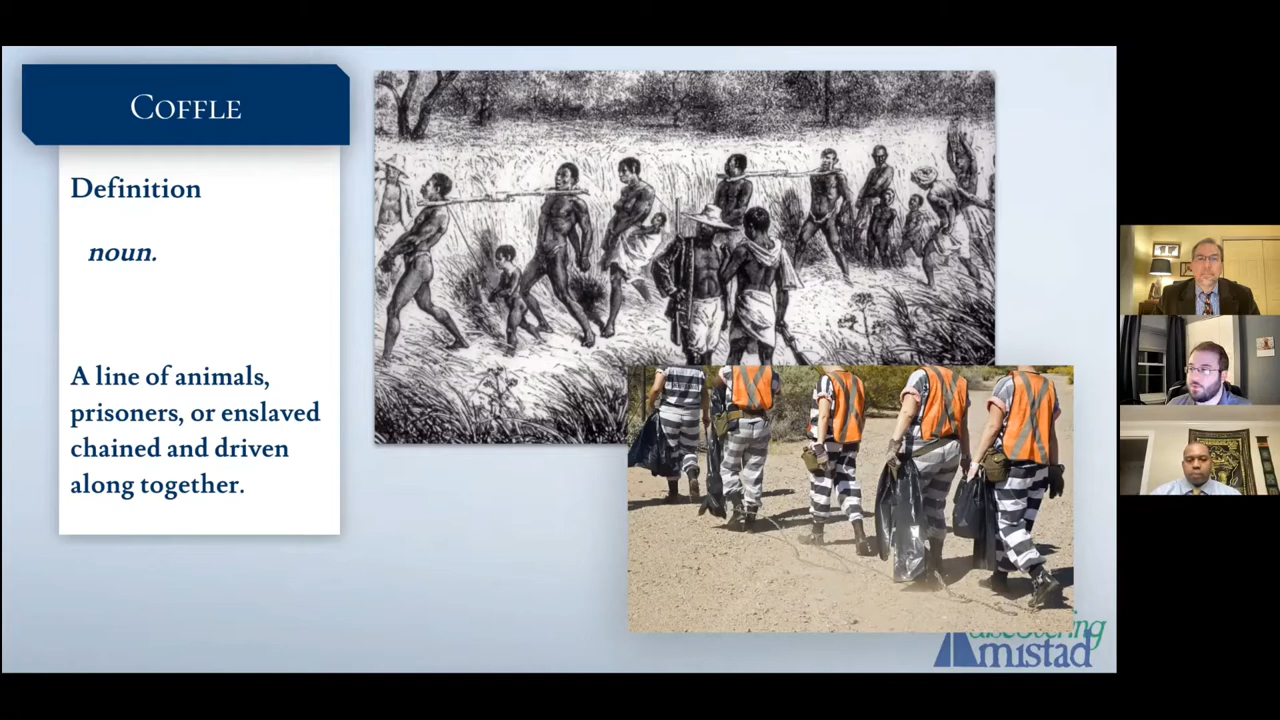 COFFLE
Definition
noun.
A line of animals,
prisoners, or enslaved
chained and driven
along together.
discovering
amistad